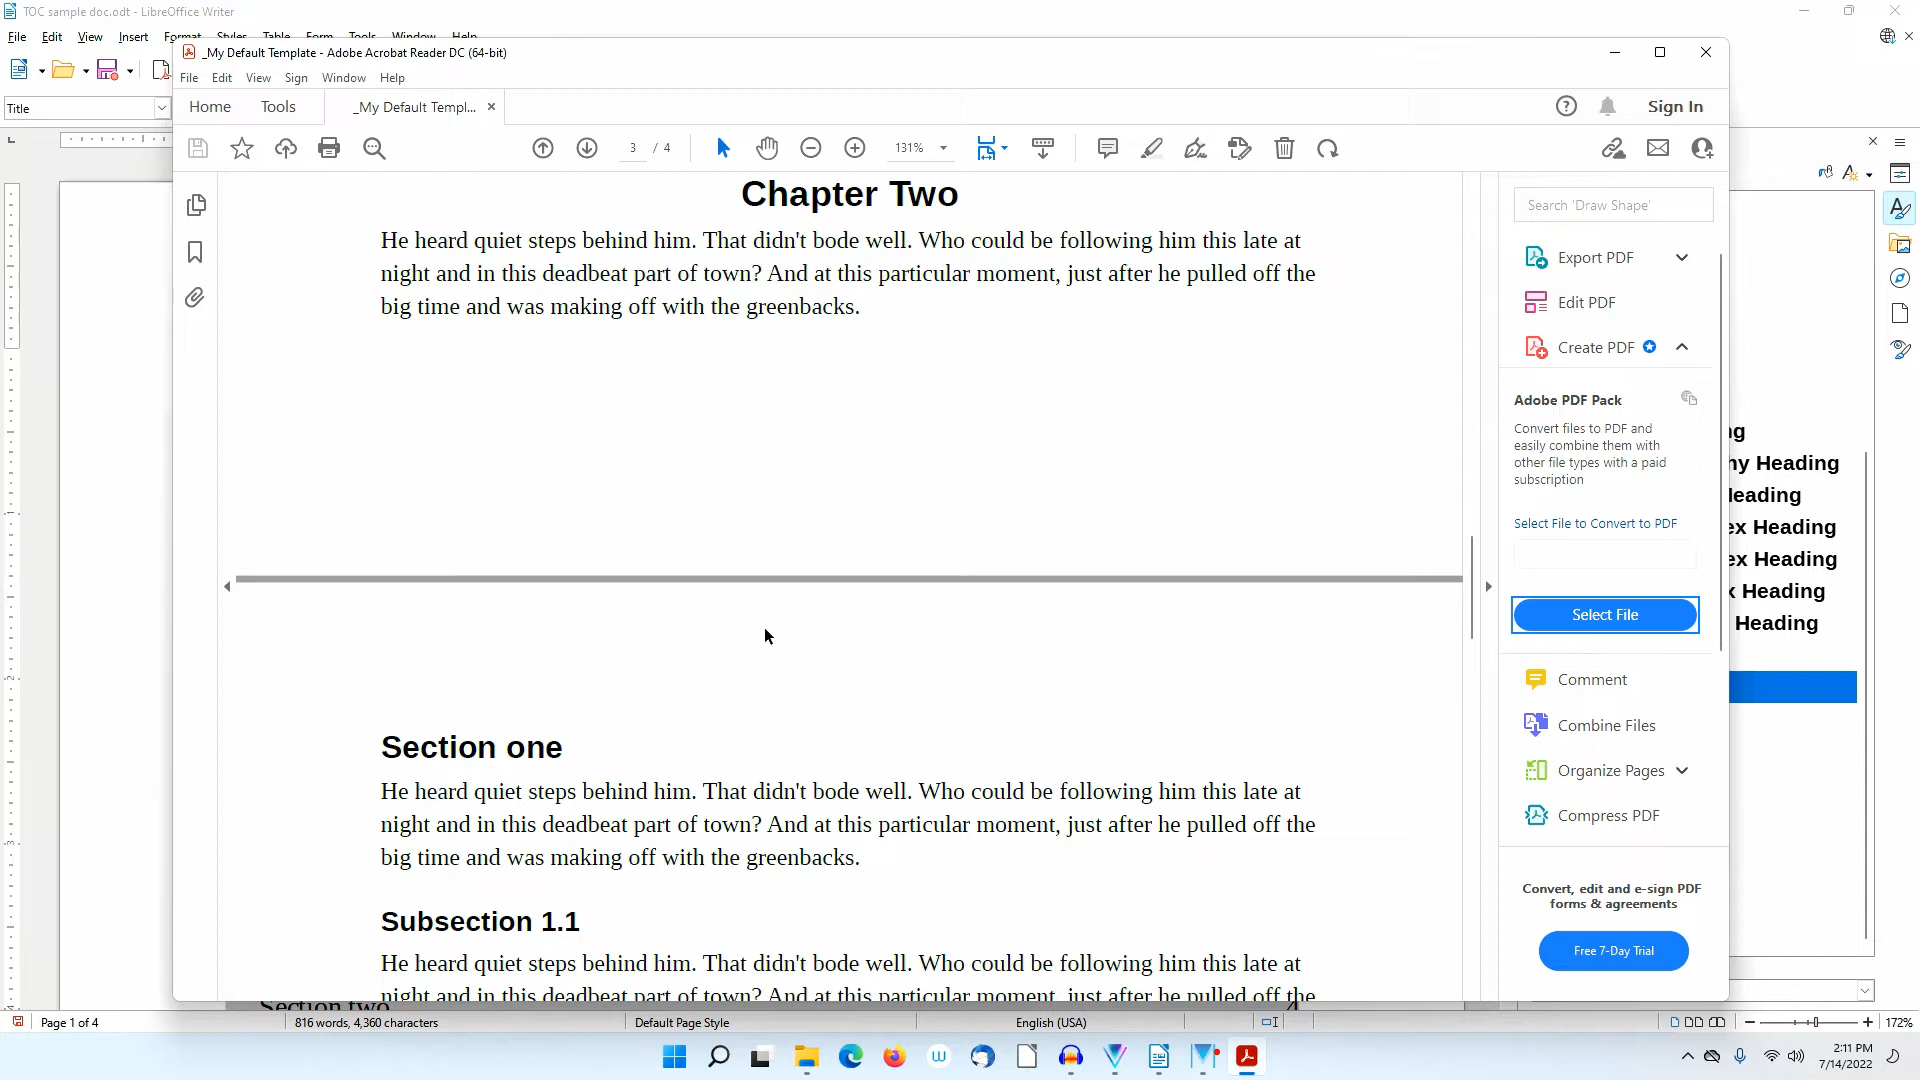 TOC sample doc.odt - LibreOffice Writer
File Edit View Insert Format Tools Styles Table Form Window Help
Title
_My Default Template - Adobe Acrobat Reader DC (64-bit)
File Edit View Sign Window Help
Home Tools _My Default Templ... Sign In
3 / 4 131%
Chapter Two
He heard quiet steps behind him. That didn't bode well. Who could be following him this late at
night and in this deadbeat part of town? And at this particular moment, just after he pulled off the
big time and was making off with the greenbacks.
Section one
He heard quiet steps behind him. That didn't bode well. Who could be following him this late at
night and in this deadbeat part of town? And at this particular moment, just after he pulled off the
big time and was making off with the greenbacks.
Subsection 1.1
He heard quiet steps behind him. That didn't bode well. Who could be following him this late at
night and in this deadbeat part of town? And at this particular moment, just after he pulled off the
Search 'Draw Shape'
Export PDF
Edit PDF
Create PDF
Adobe PDF Pack
Convert files to PDF and
easily combine them with
other file types with a paid
subscription
Select File to Convert to PDF
Select File
Comment
Combine Files
Organize Pages
Compress PDF
Convert, edit and e-sign PDF
forms & agreements
Free 7-Day Trial
ng
hy Heading
Heading
ex Heading
ex Heading
x Heading
Heading
Section two 4
Page 1 of 4 816 words, 4,360 characters Default Page Style English (USA) 172%
2:11 PM
7/14/2022